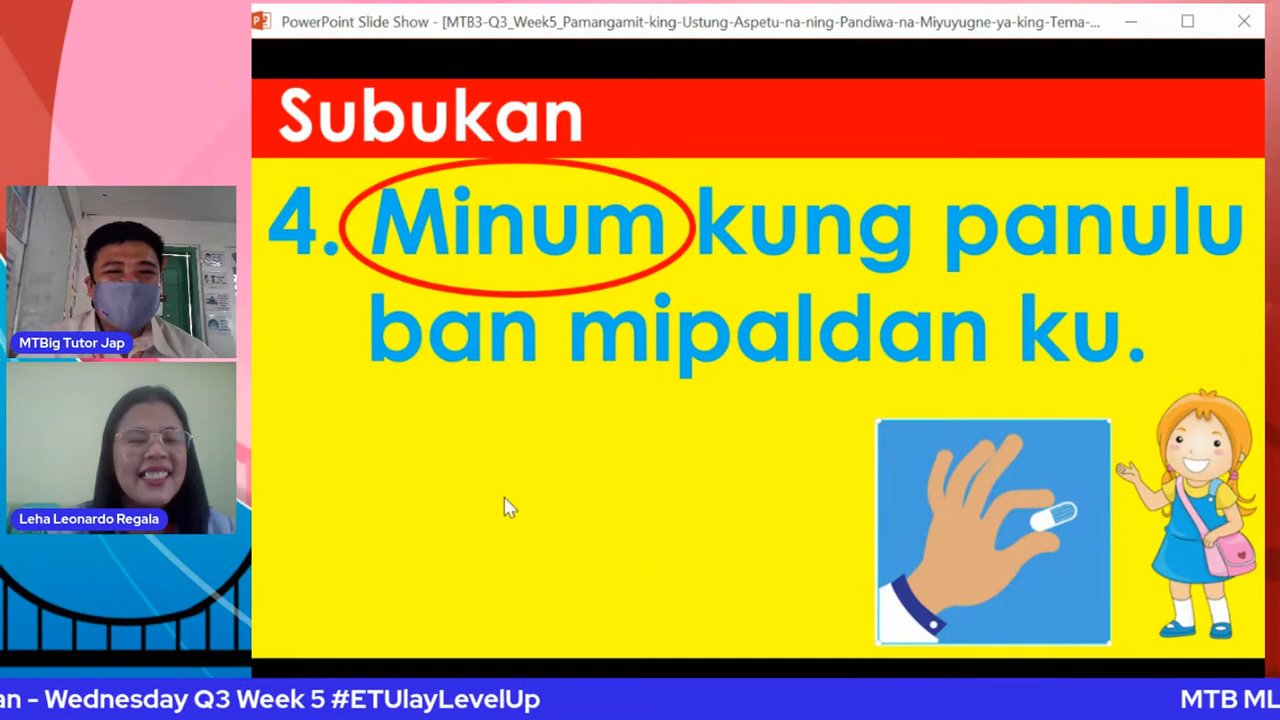 PowerPoint Slide Show - [MTB3-Q3_Week5_Pamangamit-king-Ustung-Aspetu-na-ning-Pandiwa-na-Miyuyugne-ya-king-Tema-...
Subukan
4. Minum kung panulu
ban mipaldan ku.
MTBig Tutor Jap
Leha Leonardo Regala
an - Wednesday Q3 Week 5 #ETUlayLevelUp
MTB ML